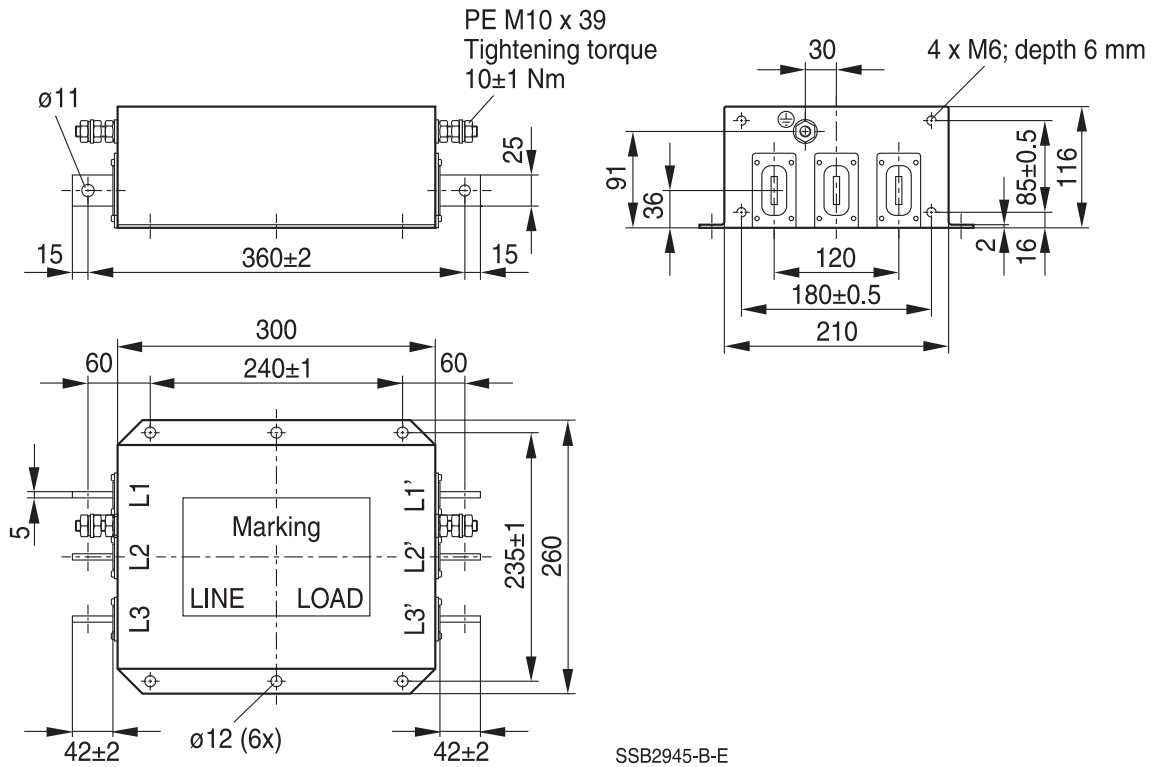 PE M10 x 39
Tightening torque
10±1 Nm
ø11
25
15
360±2
15
30
4 x M6; depth 6 mm
91
36
85±0.5
116
2
16
120
180±0.5
210
300
60
240±1
60
L1
L1’
5
Marking
L2
L2’
LINE LOAD
L3
L3’
235±1
260
42±2
ø12 (6x)
42±2
SSB2945-B-E